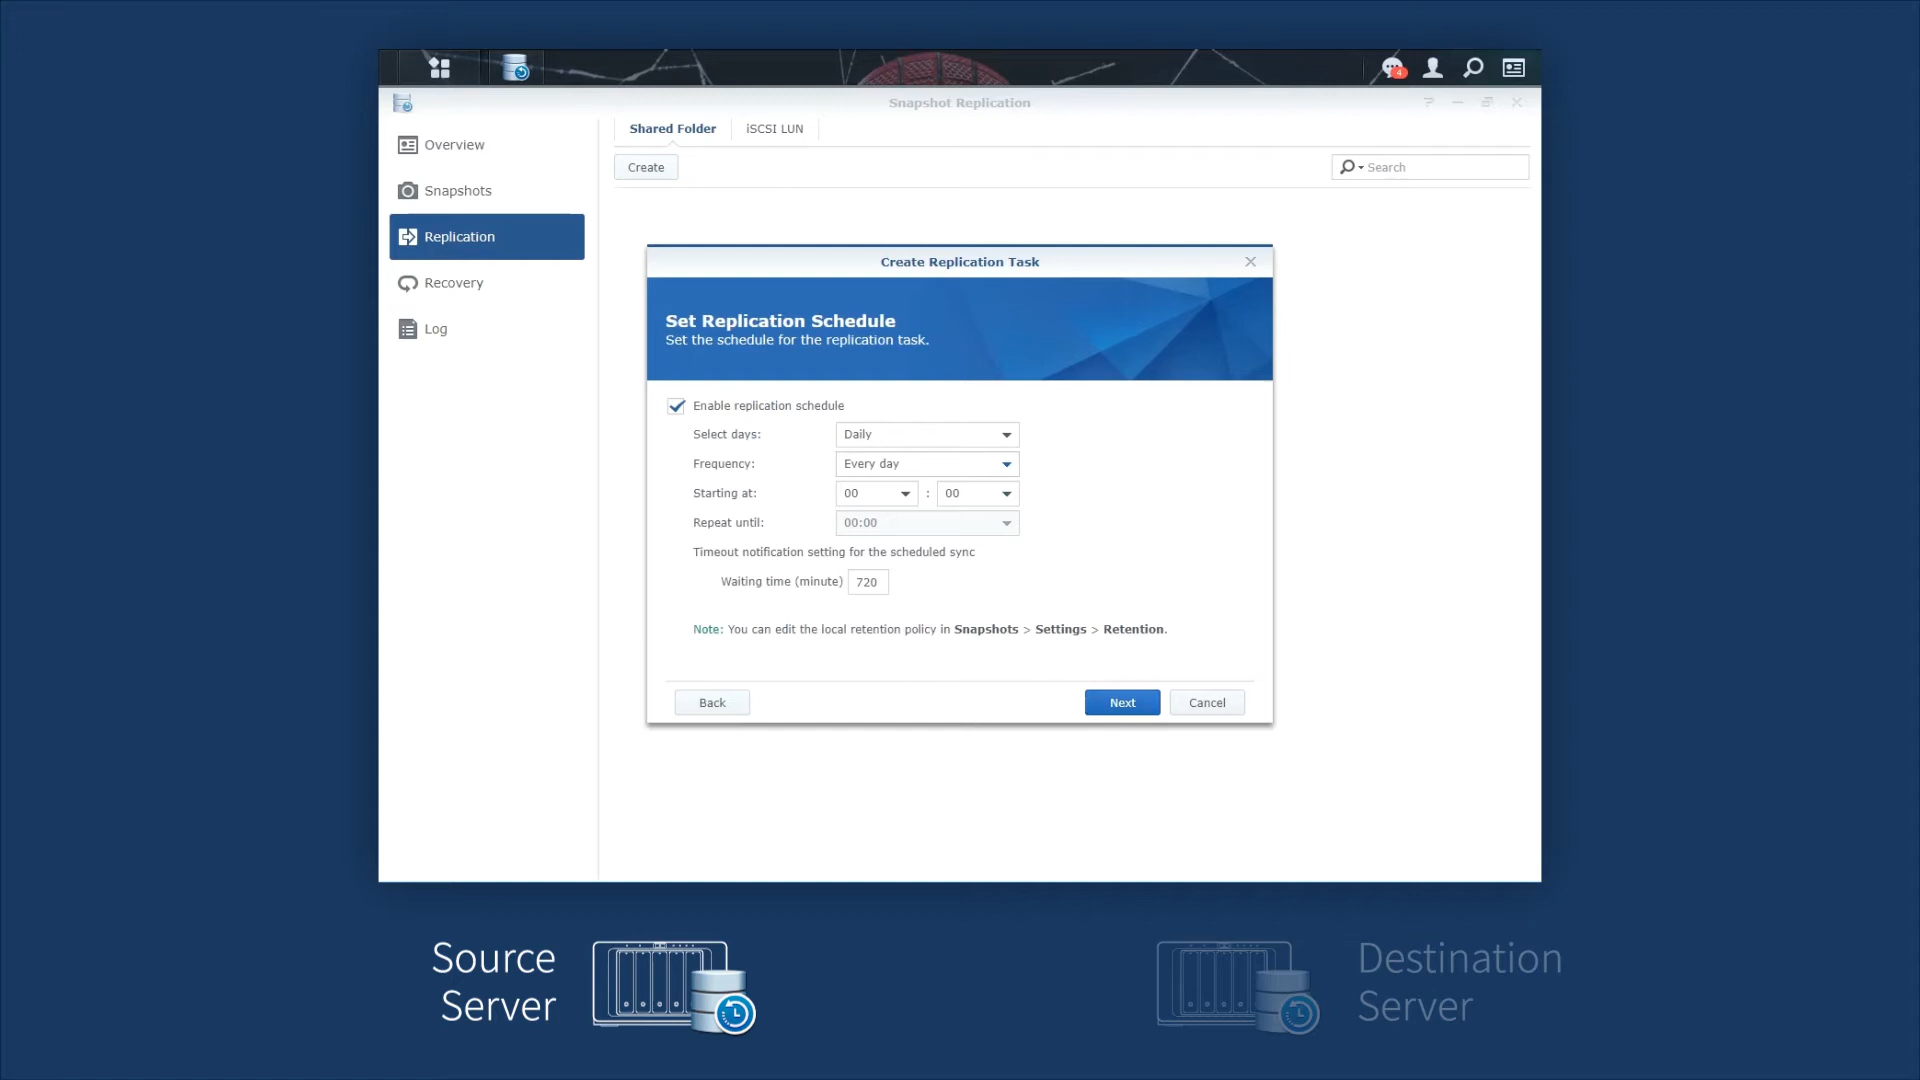 4
Snapshot Replication
Overview
Snapshots
Replication
Recovery
Log
Shared Folder
iSCSI LUN
Create
Search
Create Replication Task
Set Replication Schedule
Set the schedule for the replication task.
Enable replication schedule
Select days: Daily
Frequency: Every day
Starting at: 00 : 00
Repeat until: 00:00
Timeout notification setting for the scheduled sync
Waiting time (minute) 720
Note: You can edit the local retention policy in Snapshots > Settings > Retention.
Back
Next
Cancel
Source
Server
Destination
Server